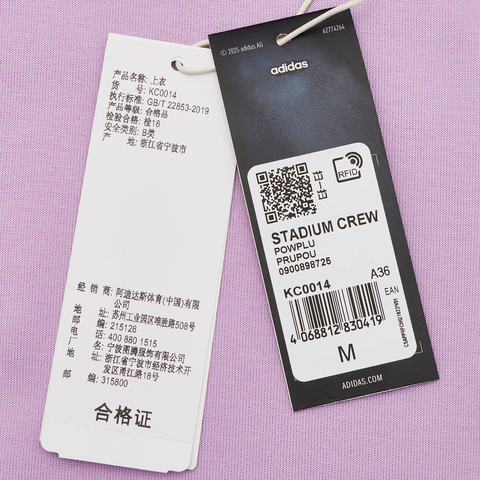 产品名称: 上衣
货 号: KC0014
执行标准: GB/T 22853-2019
产品等级: 合格品
检验合格: 检18
安全类别: B类
产 地: 浙江省宁波市
经 销 商: 阿迪达斯体育(中国)有限
公司
地 址: 苏州工业园区唯胜路508号
邮 编: 215126
电 话: 400 880 1515
厂 名: 宁波图腾服饰有限公司
地 址: 浙江省宁波市经济技术开
发区甬江路18号
邮 编: 315800
合格证
© 2025 adidas AG
62774264
adidas
RFID
STADIUM CREW
POWPLU
PRUPOU
0900898725
KC0014
A36
EAN
4 068812 830419
M
ADIDAS.COM